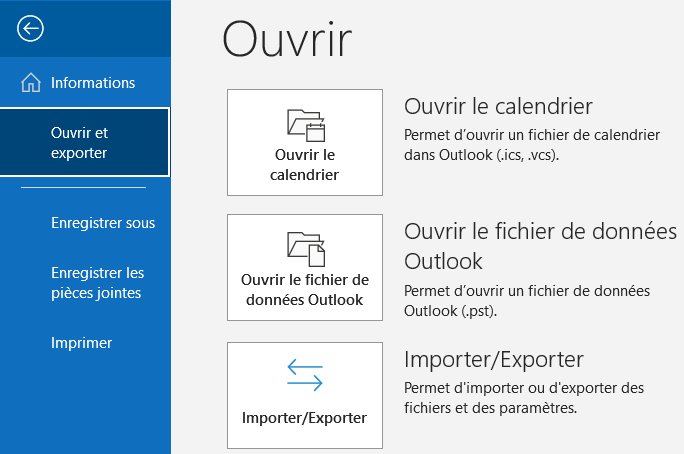 Ouvrir
Informations
Ouvrir et
exporter
Enregistrer sous
Enregistrer les
pièces jointes
Imprimer
Ouvrir le
calendrier
Ouvrir le calendrier
Permet d’ouvrir un fichier de calendrier
dans Outlook (.ics, .vcs).
Ouvrir le fichier de
données Outlook
Ouvrir le fichier de données
Outlook
Permet d’ouvrir un fichier de données
Outlook (.pst).
Importer/Exporter
Importer/Exporter
Permet d'importer ou d'exporter des
fichiers et des paramètres.